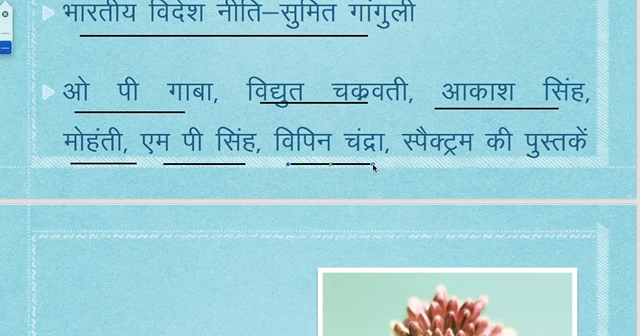 भारतीय विदेश नीति–सुमित गांगुली
ओ पी गाबा, विद्युत चक्रवती, आकाश सिंह,
मोहंती, एम पी सिंह, विपिन चंद्रा, स्पैक्ट्रम की पुस्तकें